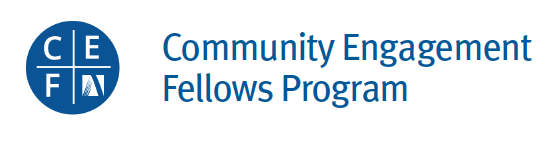 C E
F
Community Engagement
Fellows Program